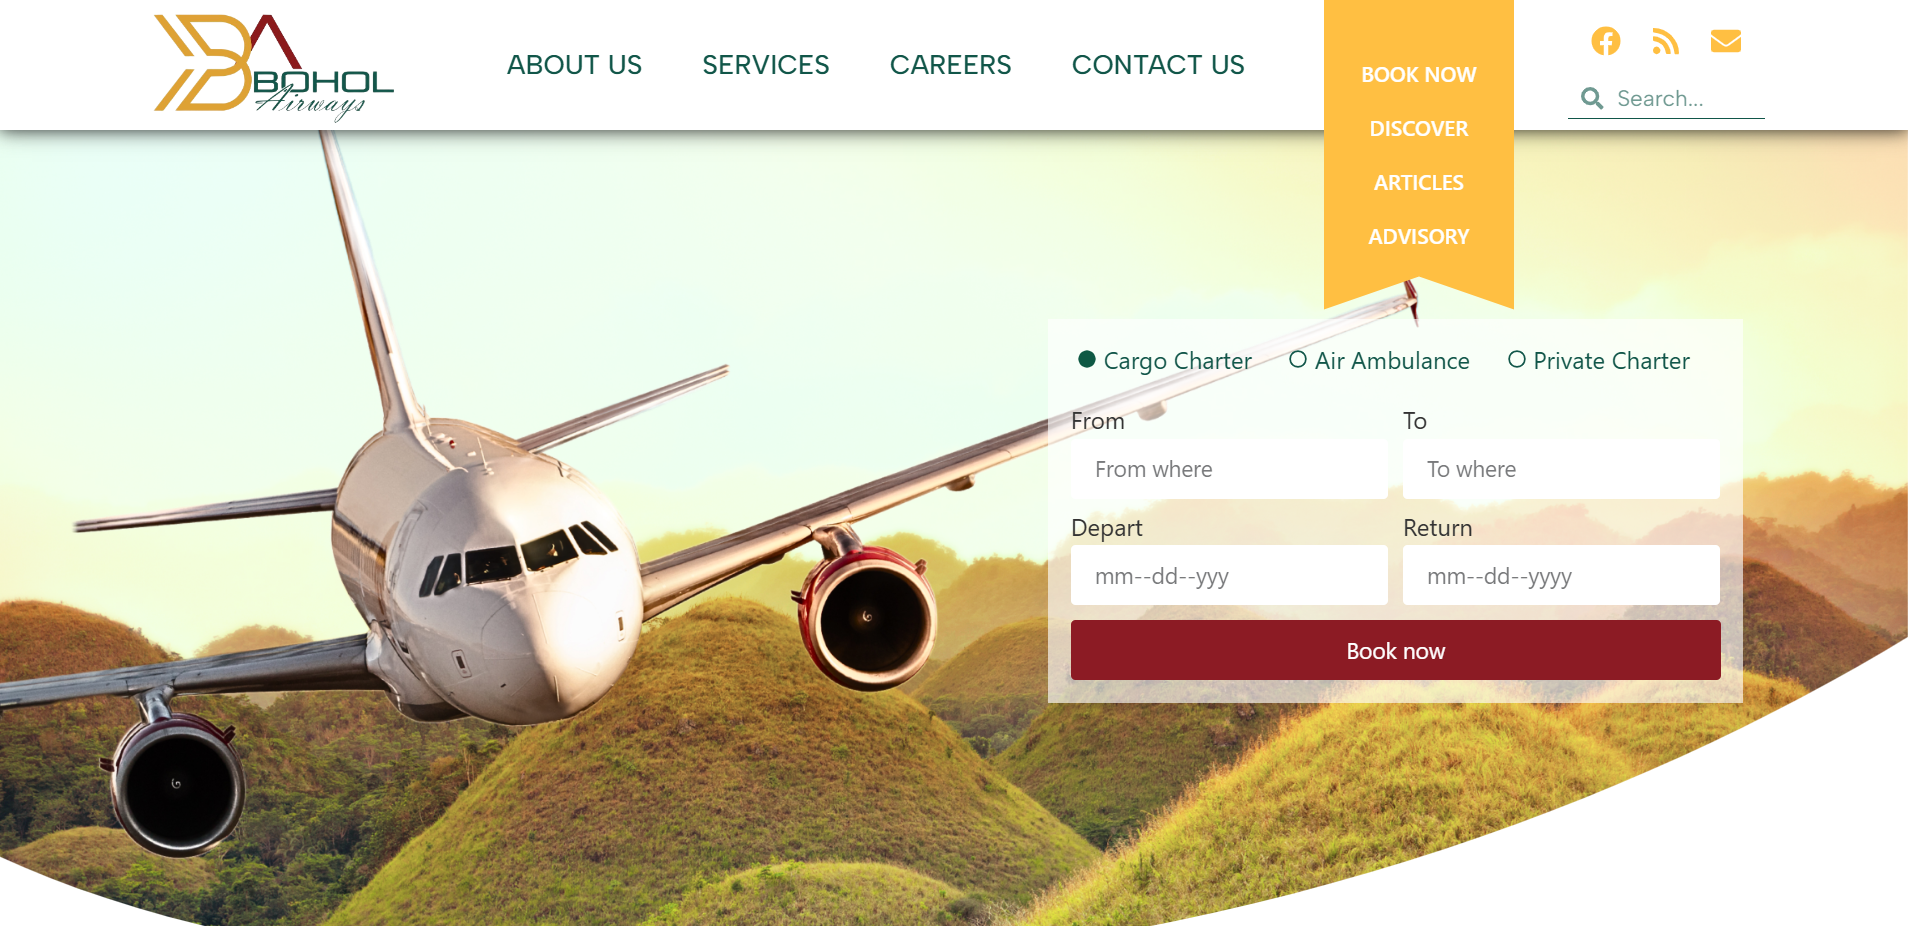 BOHOL
Airways
ABOUT US
SERVICES
CAREERS
CONTACT US
BOOK NOW
DISCOVER
ARTICLES
ADVISORY
Search...
Cargo Charter
Air Ambulance
Private Charter
From
To
From where
To where
Depart
Return
mm--dd--yyy
mm--dd--yyyy
Book now